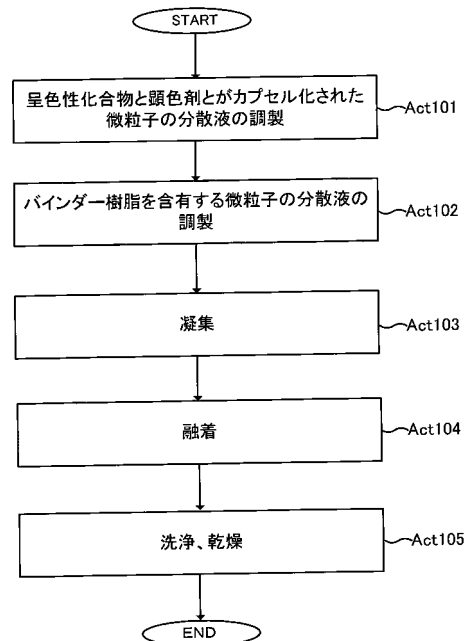 START
呈色性化合物と顕色剤とがカプセル化された
微粒子の分散液の調製
Act101
バインダー樹脂を含有する微粒子の分散液の
調製
Act102
凝集
Act103
融着
Act104
洗浄、乾燥
Act105
END